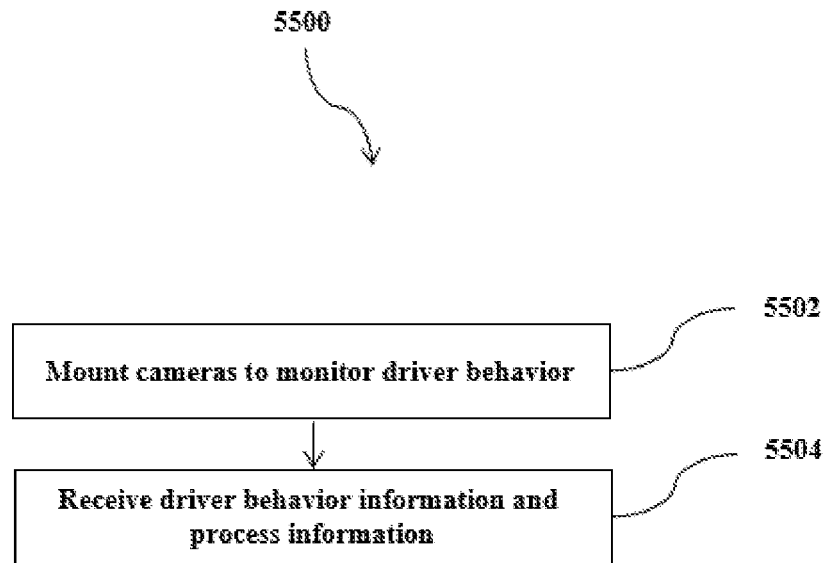 5500
5502
Mount cameras to monitor driver behavior
5504
Receive driver behavior information and
process information